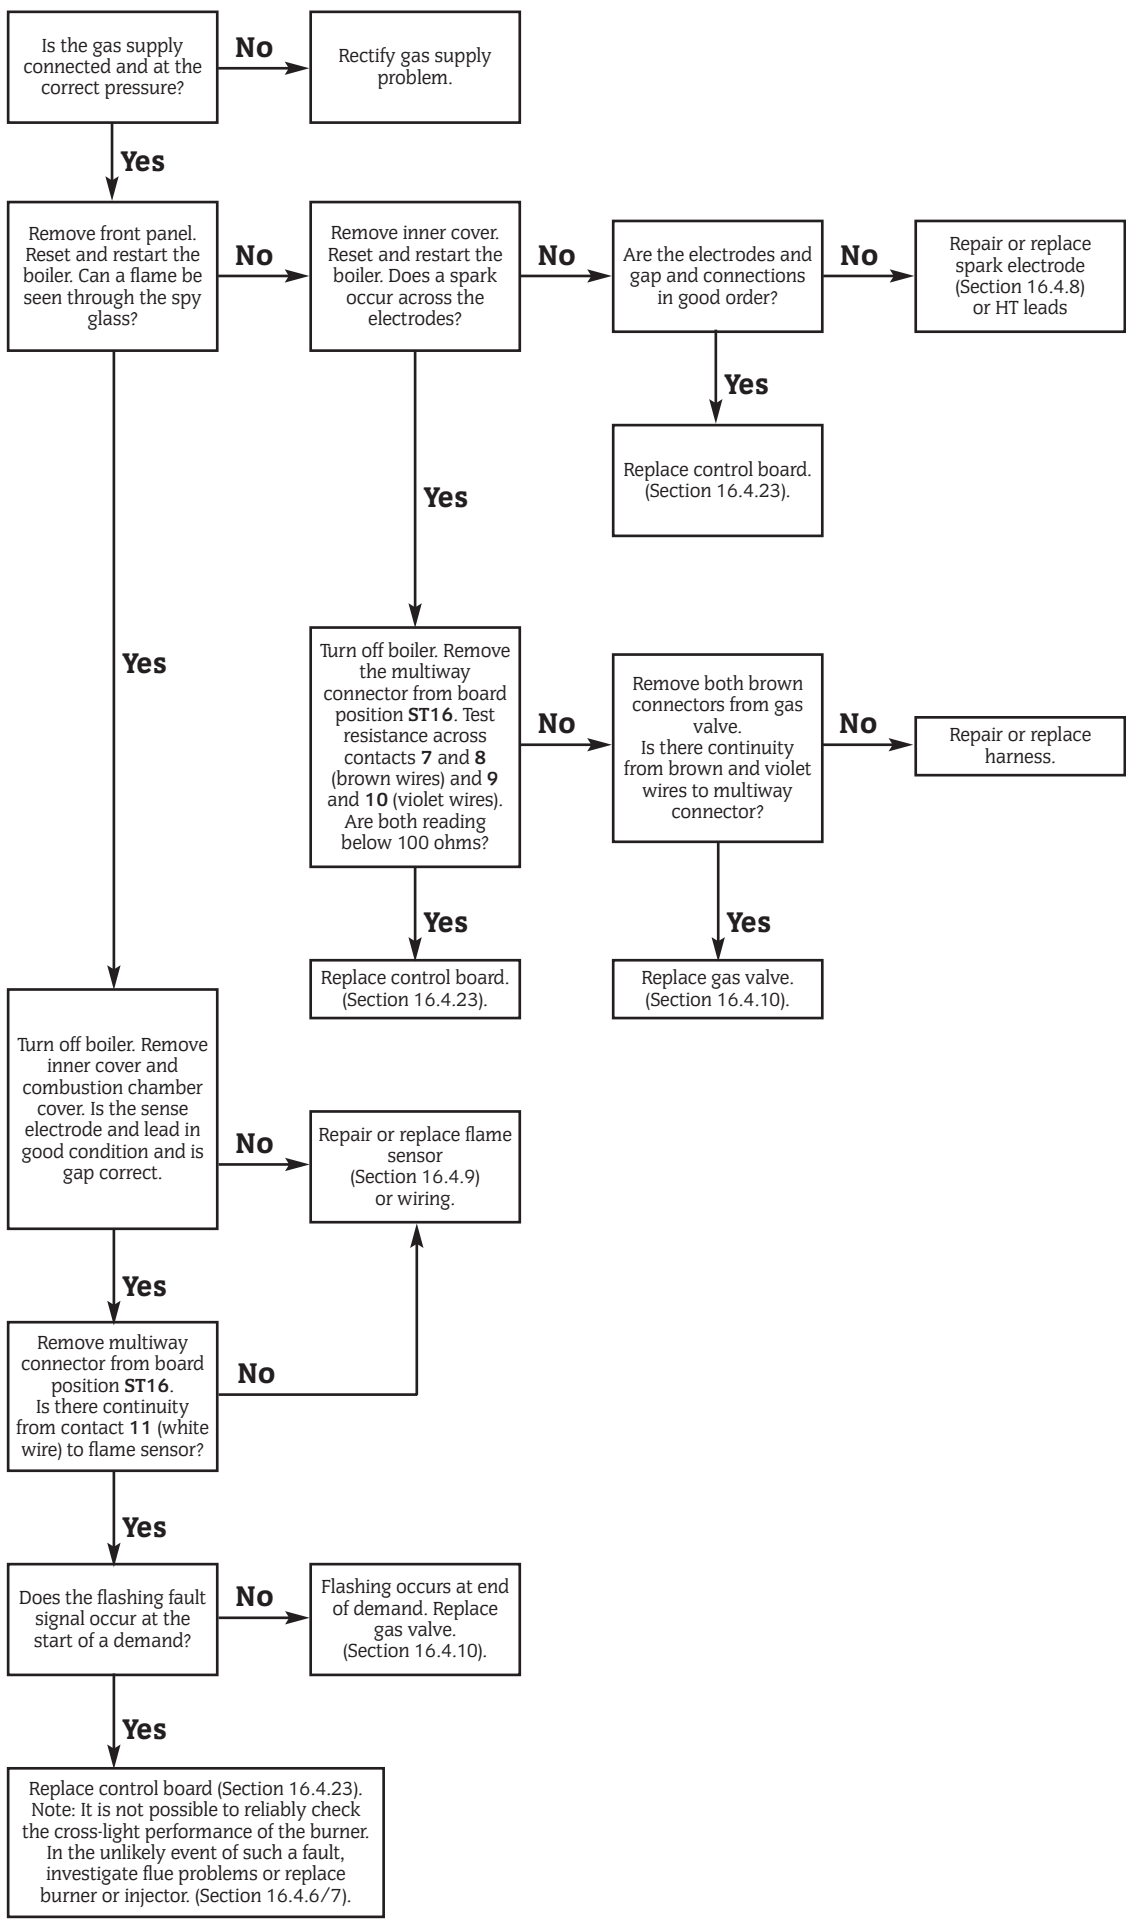 Is the gas supply
connected and at the
correct pressure?
No
Rectify gas supply
problem.
Yes
Remove front panel.
Reset and restart the
boiler. Can a flame be
seen through the spy
glass?
No
Remove inner cover.
Reset and restart the
boiler. Does a spark
occur across the
electrodes?
No
Are the electrodes and
gap and connections
in good order?
No
Repair or replace
spark electrode
(Section 16.4.8)
or HT leads
Yes
Replace control board.
(Section 16.4.23).
Yes
Turn off boiler. Remove
the multiway
connector from board
position ST16. Test
resistance across
contacts 7 and 8
(brown wires) and 9
and 10 (violet wires).
Are both reading
below 100 ohms?
No
Remove both brown
connectors from gas
valve.
Is there continuity
from brown and violet
wires to multiway
connector?
No
Repair or replace
harness.
Yes
Replace control board.
(Section 16.4.23).
Yes
Replace gas valve.
(Section 16.4.10).
Yes
Turn off boiler. Remove
inner cover and
combustion chamber
cover. Is the sense
electrode and lead in
good condition and is
gap correct.
No
Repair or replace flame
sensor
(Section 16.4.9)
or wiring.
Yes
Remove multiway
connector from board
position ST16.
Is there continuity
from contact 11 (white
wire) to flame sensor?
No
Yes
Does the flashing fault
signal occur at the
start of a demand?
No
Flashing occurs at end
of demand. Replace
gas valve.
(Section 16.4.10).
Yes
Replace control board (Section 16.4.23).
Note: It is not possible to reliably check
the cross-light performance of the burner.
In the unlikely event of such a fault,
investigate flue problems or replace
burner or injector. (Section 16.4.6/7).